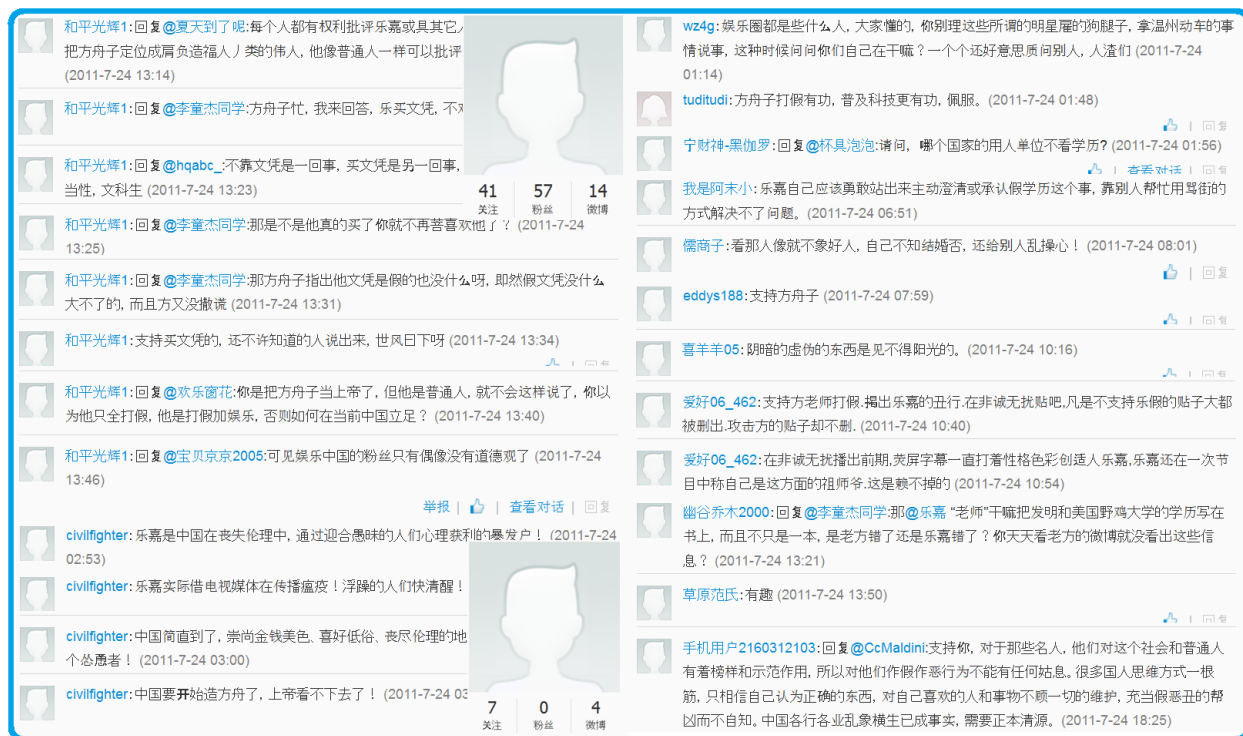 和平光辉1:回复@夏天到了呢:每个人都有权利批评乐嘉或具其它
把方舟子定位成肩负造福人丿类的伟人, 他像普通人一样可以批评
(2011-7-24 13:14)
和平光辉1:回复@李童杰同学:方舟子忙, 我来回答, 乐买文凭, 不
和平光辉1:回复@hqabc_:不靠文凭是一回事, 买文凭是另一回事,
当性, 文科生 (2011-7-24 13:23)
41 57 14
关注 粉丝 微博
和平光辉1:回复@李童杰同学:那是不是他真的买了你就不再菩喜欢他了？(2011-7-24
13:25)
和平光辉1:回复@李童杰同学:那方舟子指出他文凭是假的也没什么呀, 即然假文凭没什么
大不了的, 而且方又没撤谎 (2011-7-24 13:31)
和平光辉1:支持买文凭的, 还不许知道的人说出来, 世风日下呀 (2011-7-24 13:34)
和平光辉1:回复@欢乐窗花:你是把方舟子当上帝了, 但他是普通人, 就不会这样说了, 你以
为他只全打假, 他是打假加娱乐, 否则如何在当前中国立足？ (2011-7-24 13:40)
和平光辉1:回复@宝贝京京2005:可见娱乐中国的粉丝只有偶像没有道德观了 (2011-7-24
13:46)
举报 | | 查看对话 | 回复
civilfighter:乐嘉是中国在丧失伦理中, 通过迎合愚昧的人们心理获利的暴发户！ (2011-7-24
02:53)
civilfighter:乐嘉实际借电视媒体在传播瘟疫！浮躁的人们快清醒！
civilfighter:中国简直到了, 崇尚金钱美色、喜好低俗、丧尽伦理的地
个怂恿者！(2011-7-24 03:00)
civilfighter:中国要开始造方舟了, 上帝看不下去了！ (2011-7-24 03
7 0 4
关注 粉丝 微博
wz4g:娱乐圈都是些什么人, 大家懂的, 你别理这些所谓的明星雇的狗腿子, 拿温州动车的事
情说事, 这种时候问问你们自己在干嘛？一个个还好意思质问别人, 人渣们 (2011-7-24
01:14)
tuditudi:方舟子打假有功, 普及科技更有功, 佩服。(2011-7-24 01:48)
| 回复
宁财神-黑伽罗:回复@杯具泡泡:请问, 哪个国家的用人单位不看学历? (2011-7-24 01:56)
| 查看对话 | 回复
我是阿末小:乐嘉自己应该勇敢站出来主动澄清或承认假学历这个事, 靠别人帮忙用骂街的
方式解决不了问题。(2011-7-24 06:51)
儒商子:看那人像就不象好人, 自己不知结婚否, 还给别人乱操心！ (2011-7-24 08:01)
| 回复
eddys188:支持方舟子 (2011-7-24 07:59)
| 回复
喜羊羊05:阴暗的虚伪的东西是见不得阳光的。(2011-7-24 10:16)
爱好06_462:支持方老师打假.揭出乐嘉的丑行.在非诚无扰贴吧,凡是不支持乐假的贴子大都
被删出.攻击方的贴子却不删. (2011-7-24 10:40)
爱好06_462:在非诚无扰播出前期,荧屏字幕一直打着性格色彩创适人乐嘉,乐嘉还在一次节
目中称自己是这方面的祖师爷.这是赖不掉的 (2011-7-24 10:54)
幽谷乔木2000:回复@李童杰同学:那@乐嘉 “老师”干嘛把发明和美国野鸡大学的学历写在
书上, 而且不只是一本, 是老方错了还是乐嘉错了？你天天看老方的微博就没看出这些信
息？(2011-7-24 13:21)
草原范氏:有趣 (2011-7-24 13:50)
| 回复
手机用户2160312103:回复@CcMaldini:支持你, 对于那些名人, 他们对这个社会和普通人
有着榜样和示范作用, 所以对他们作假作恶行为不能有任何姑息。很多国人思维方式一根
筋, 只相信自己认为正确的东西, 对自己喜欢的人和事物不顾一切的维护, 充当假恶丑的帮
凶而不自知。中国各行各业乱象横生已成事实, 需要正本清源。(2011-7-24 18:25)